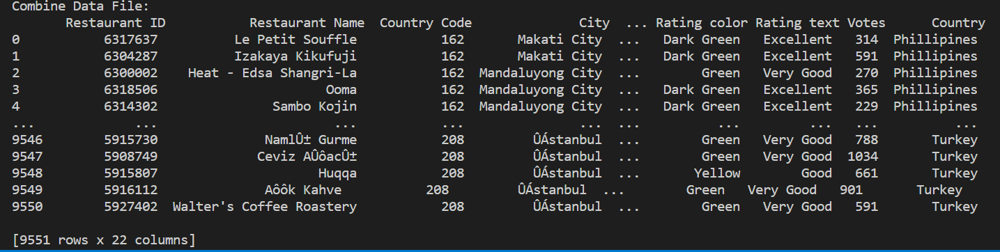 Combine Data File:
Restaurant ID Restaurant Name Country Code City ... Rating color Rating text Votes Country
0 6317637 Le Petit Souffle 162 Makati City ... Dark Green Excellent 314 Phillipines
1 6304287 Izakaya Kikufuji 162 Makati City ... Dark Green Excellent 591 Phillipines
2 6300002 Heat - Edsa Shangri-La 162 Mandaluyong City ... Green Very Good 270 Phillipines
3 6318506 Ooma 162 Mandaluyong City ... Dark Green Excellent 365 Phillipines
4 6314302 Sambo Kojin 162 Mandaluyong City ... Dark Green Excellent 229 Phillipines
... ... ... ... ... ... ... ... ... ...
9546 5915730 NamlÛ± Gurme 208 ÛÁstanbul ... Green Very Good 788 Turkey
9547 5908749 Ceviz AÛôacÛ± 208 ÛÁstanbul ... Green Very Good 1034 Turkey
9548 5915807 Huqqa 208 ÛÁstanbul ... Yellow Good 661 Turkey
9549 5916112 Aôôk Kahve 208 ÛÁstanbul ... Green Very Good 901 Turkey
9550 5927402 Walter's Coffee Roastery 208 ÛÁstanbul ... Green Very Good 591 Turkey
[9551 rows x 22 columns]